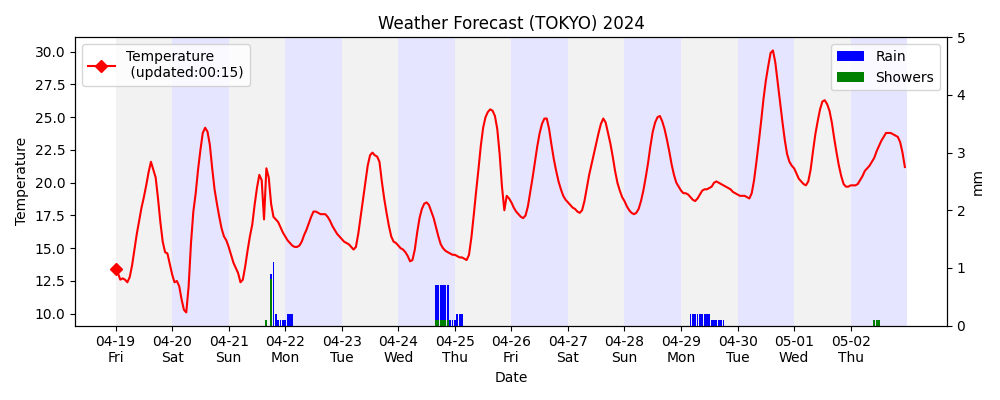 Weather Forecast (TOKYO) 2024
Temperature
(updated:00:15)
Rain
Showers
Temperature
30.0
27.5
25.0
22.5
20.0
17.5
15.0
12.5
10.0
5
4
3
2
1
0
mm
04-19 04-20 04-21 04-22 04-23 04-24 04-25 04-26 04-27 04-28 04-29 04-30 05-01 05-02
Fri Sat Sun Mon Tue Wed Thu Fri Sat Sun Mon Tue Wed Thu
Date